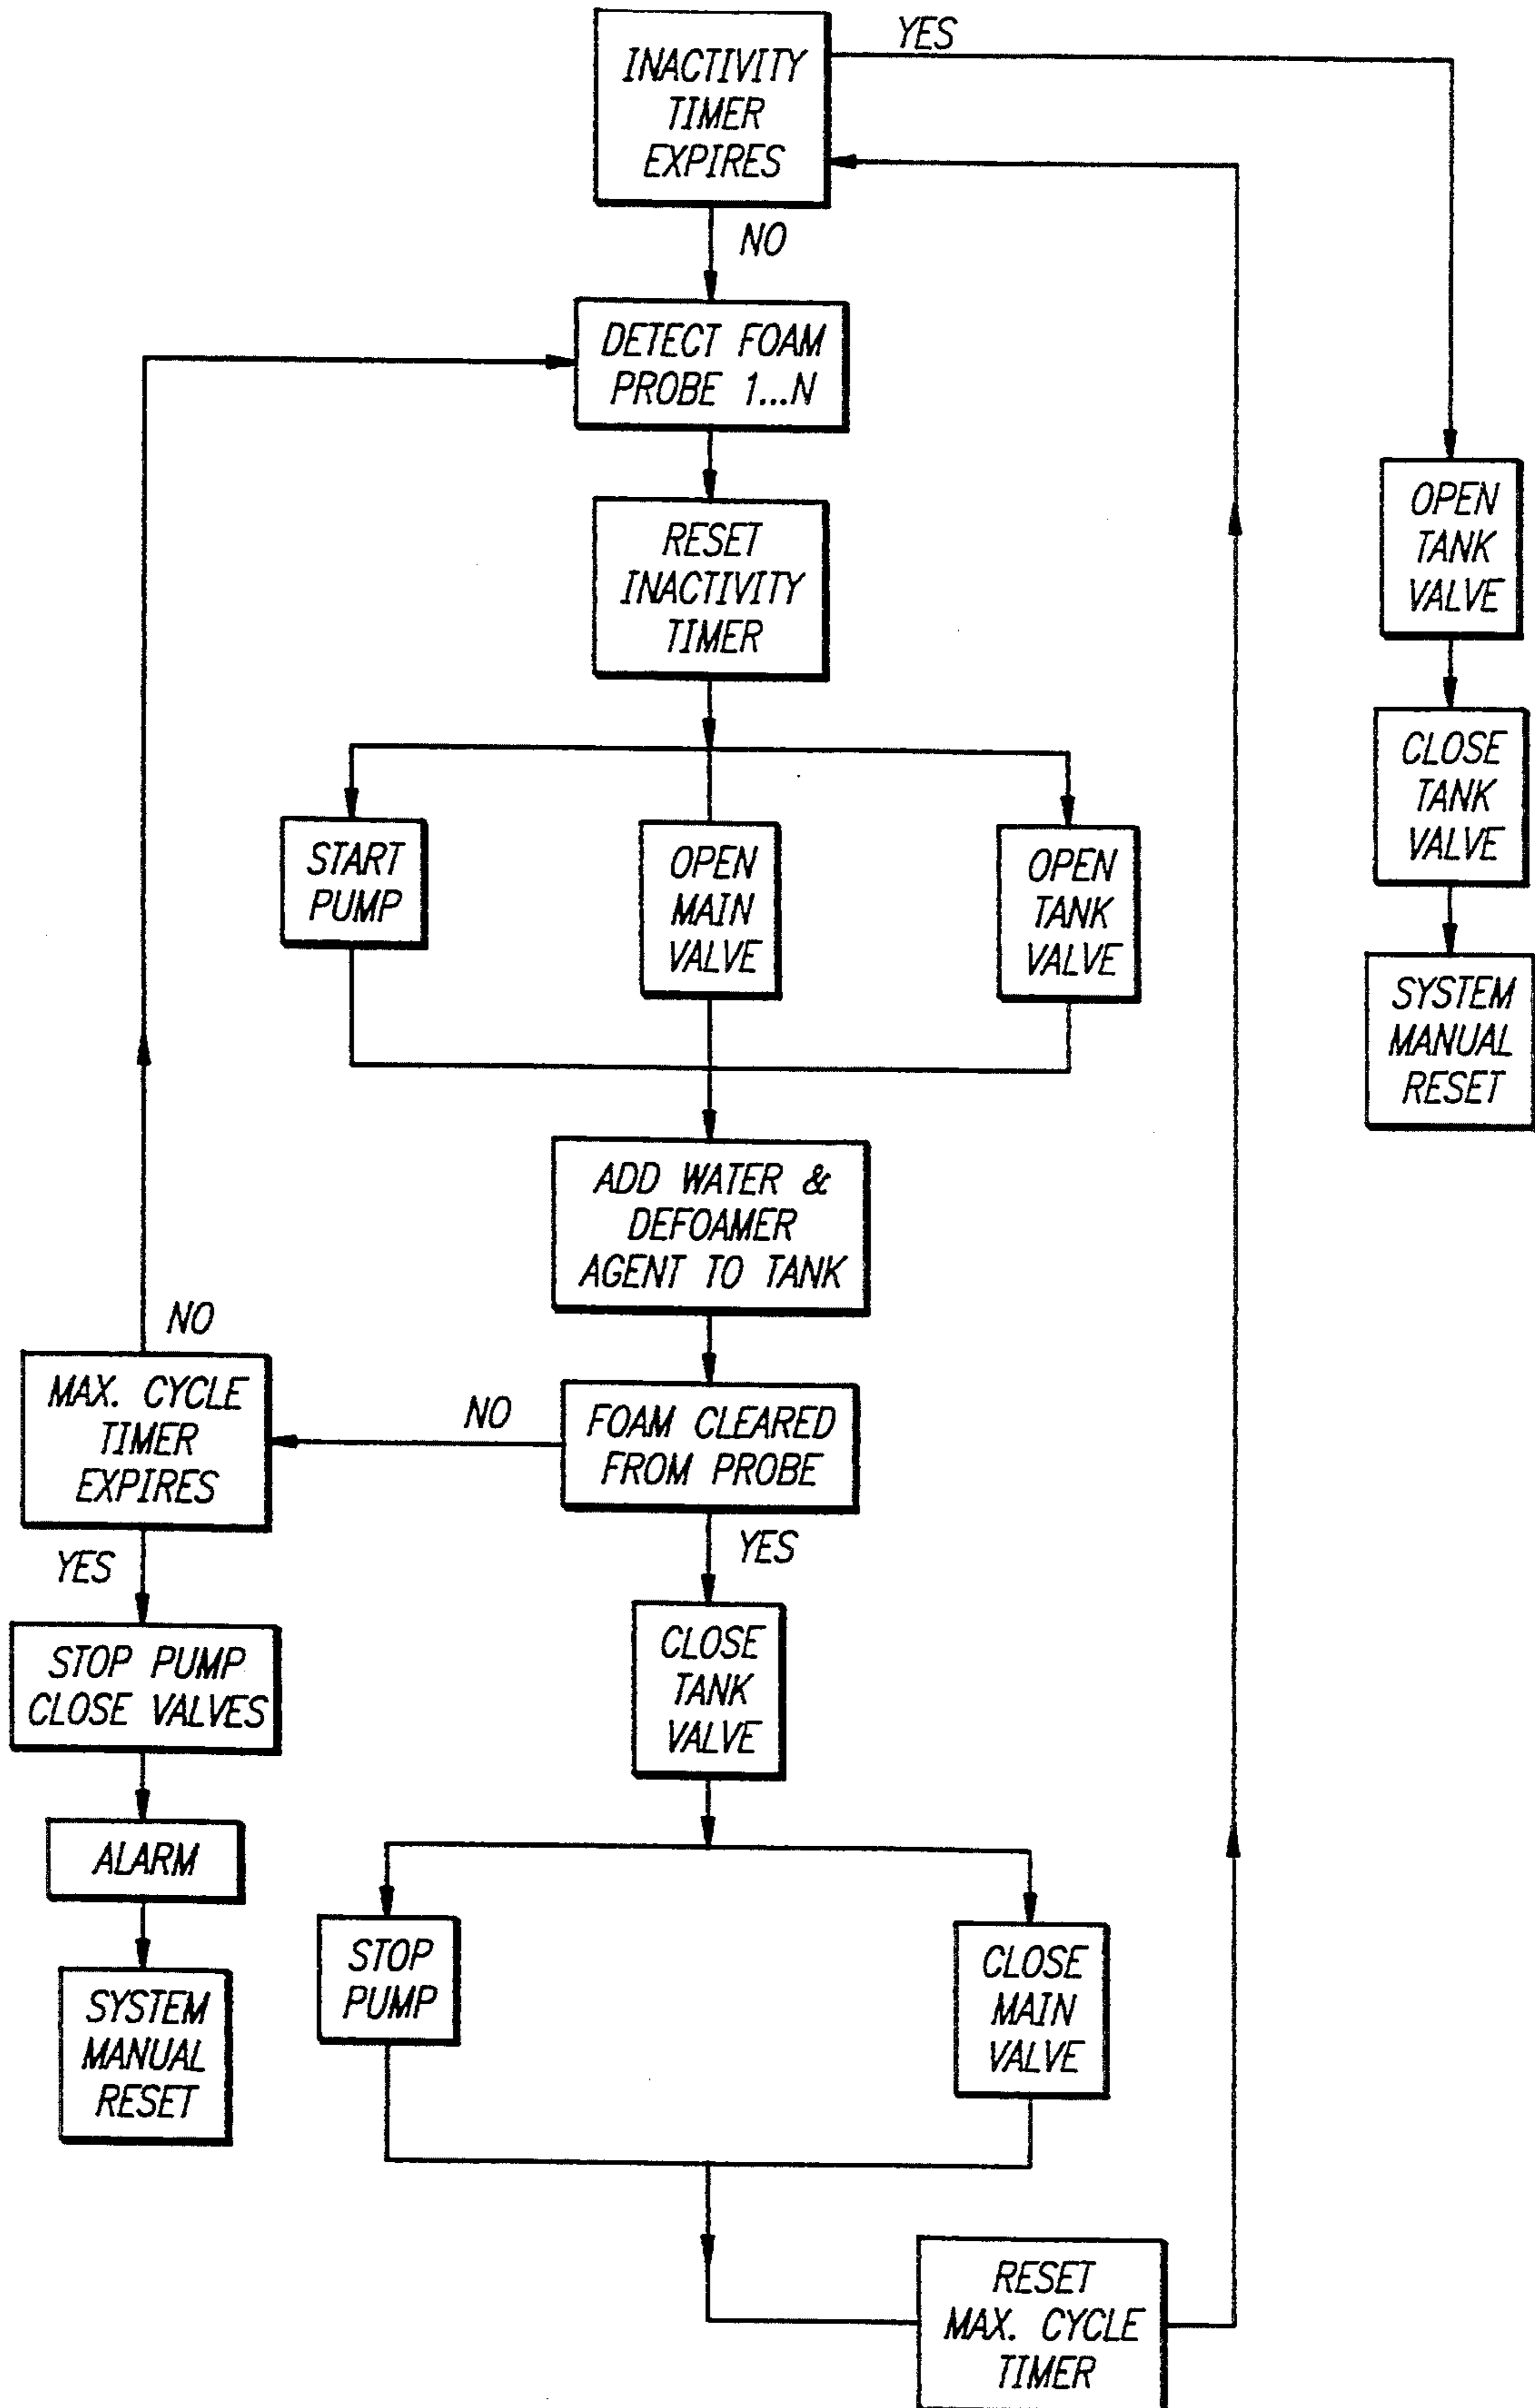 INACTIVITY
TIMER
EXPIRES
YES
NO
DETECT FOAM
PROBE 1...N
RESET
INACTIVITY
TIMER
OPEN
TANK
VALVE
CLOSE
TANK
VALVE
SYSTEM
MANUAL
RESET
START
PUMP
OPEN
MAIN
VALVE
OPEN
TANK
VALVE
ADD WATER &
DEFOAMER
AGENT TO TANK
NO
MAX. CYCLE
TIMER
EXPIRES
NO
FOAM CLEARED
FROM PROBE
YES
YES
STOP PUMP
CLOSE VALVES
ALARM
SYSTEM
MANUAL
RESET
CLOSE
TANK
VALVE
STOP
PUMP
CLOSE
MAIN
VALVE
RESET
MAX. CYCLE
TIMER